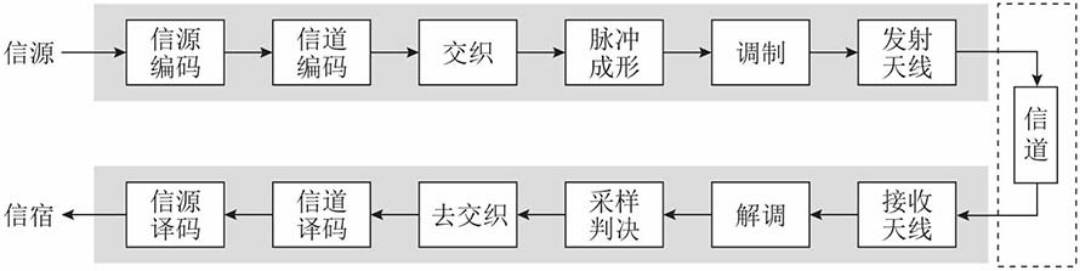 信源
信源
编码
信道
编码
交织
脉冲
成形
调制
发射
天线
信道
信宿
信源
译码
信道
译码
去交织
采样
判决
解调
接收
天线